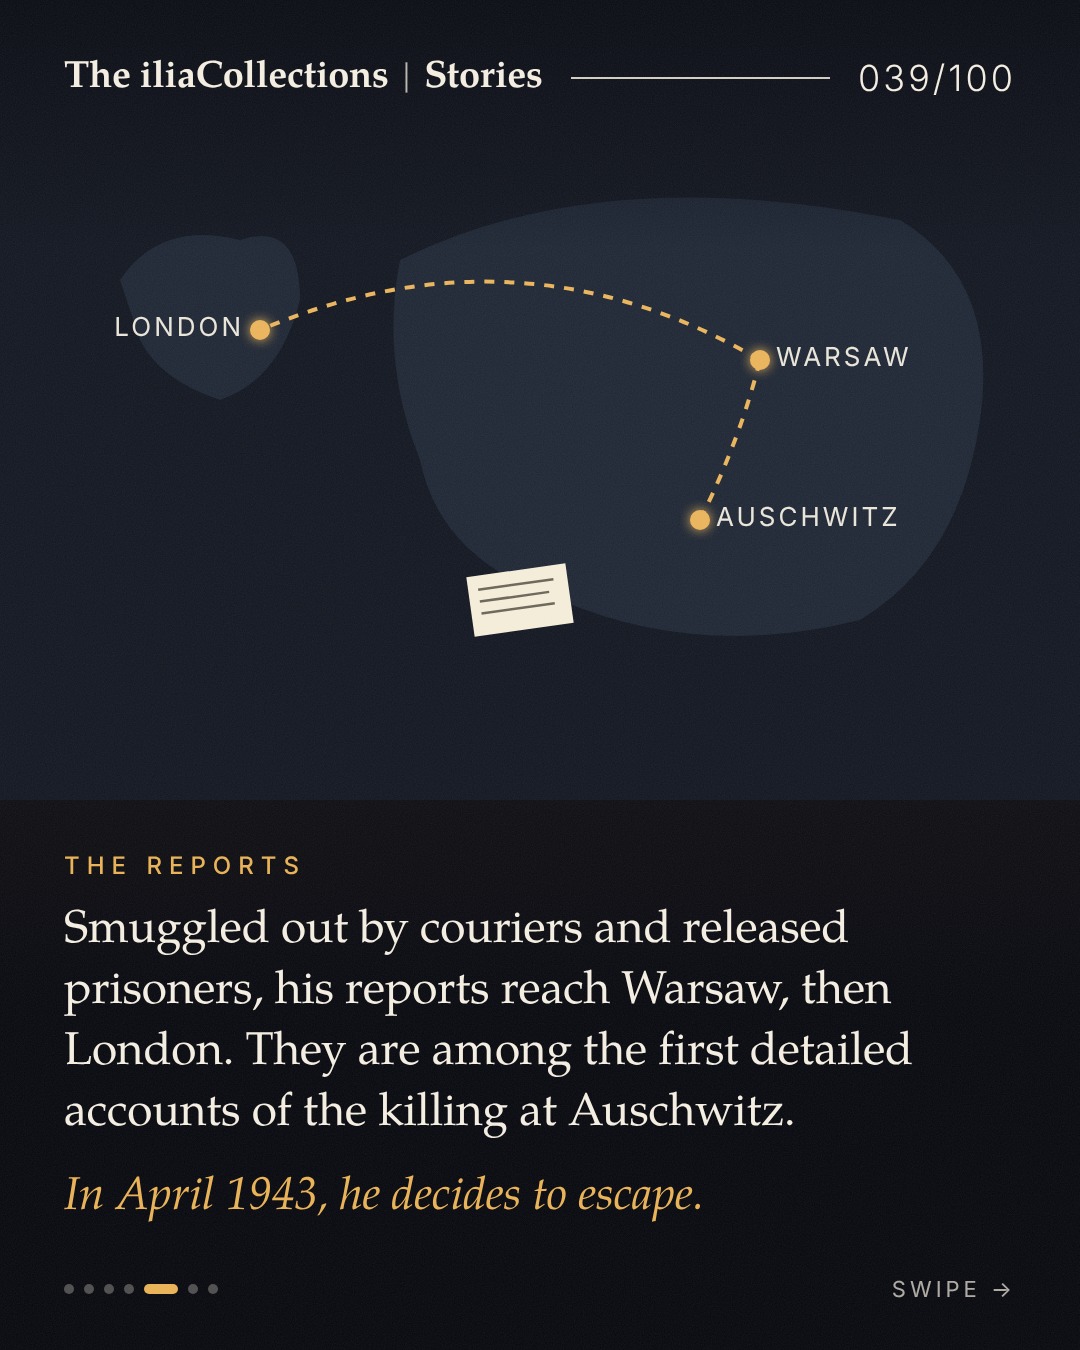 The iliaCollections | Stories 039/100
LONDON
WARSAW
AUSCHWITZ
THE REPORTS
Smuggled out by couriers and released
prisoners, his reports reach Warsaw, then
London. They are among the first detailed
accounts of the killing at Auschwitz.
In April 1943, he decides to escape.
SWIPE →